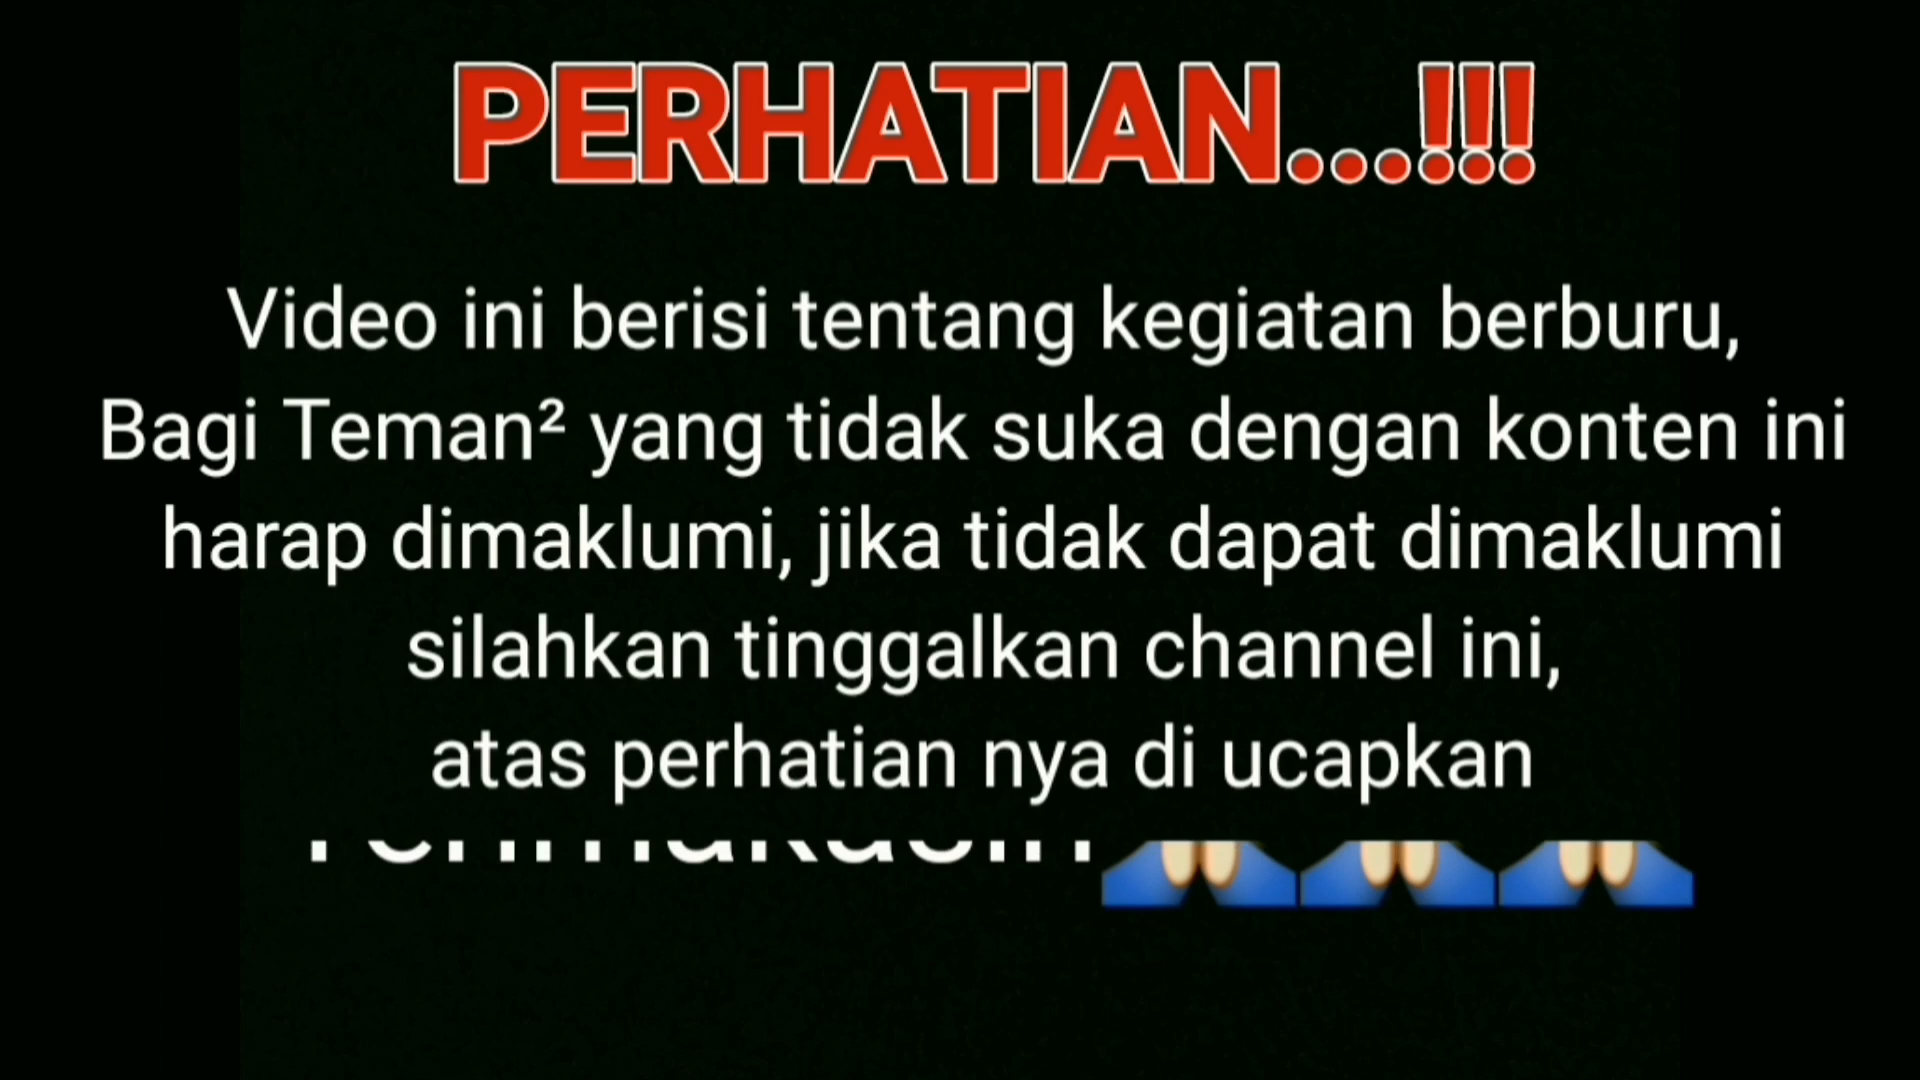 PERHATIAN...!!!
Video ini berisi tentang kegiatan berburu,
Bagi Teman² yang tidak suka dengan konten ini
harap dimaklumi, jika tidak dapat dimaklumi
silahkan tinggalkan channel ini,
atas perhatian nya di ucapkan